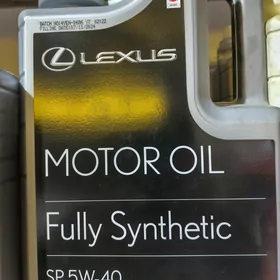 LEXUS
MOTOR OIL
Fully Synthetic
SP 5W-40